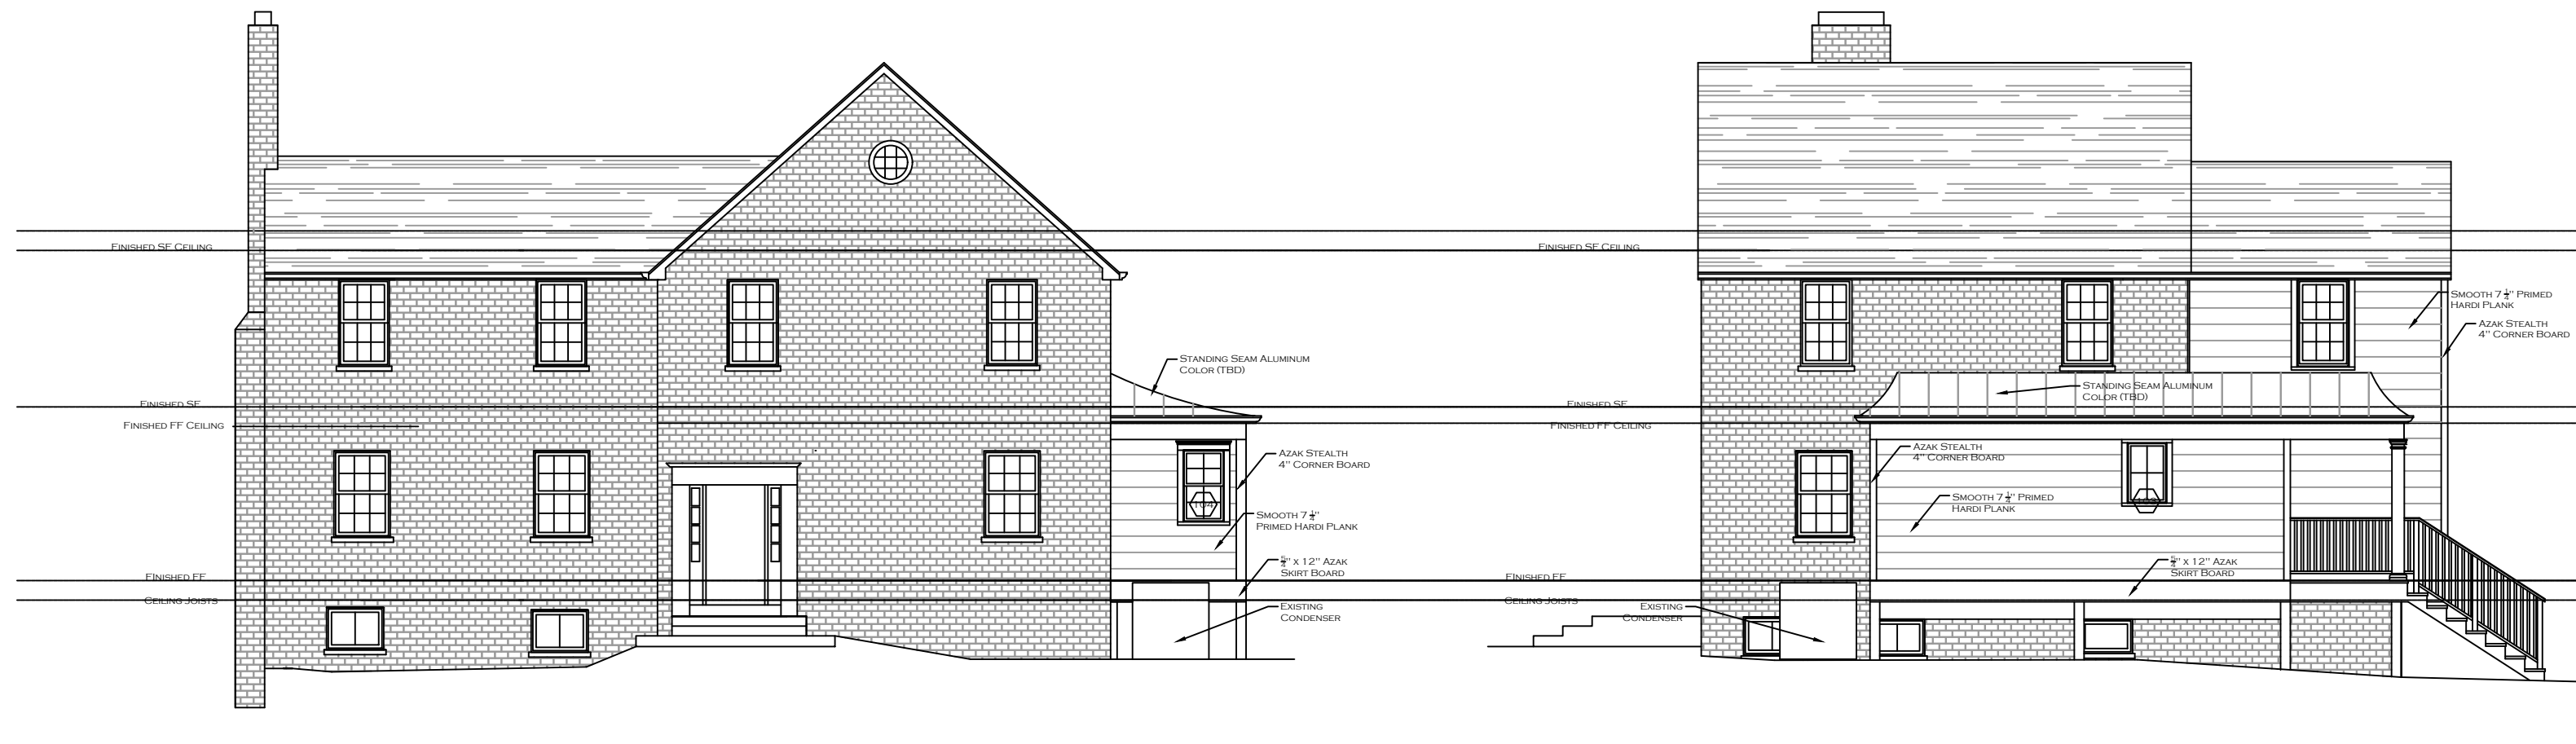 Finished SF Ceiling
Finished SF
Finished FF Ceiling
Finished FF
Ceiling Joists
Standing Seam Aluminum
Color (TBD)
Azak Stealth
4" Corner Board
104
Smooth 7 1/4"
Primed Hardi Plank
5/4" x 12" Azak
Skirt Board
Existing
Condenser
Finished SF Ceiling
Finished SF
Finished FF Ceiling
Finished FF
Ceiling Joists
Existing
Condenser
Smooth 7 1/4" Primed
Hardi Plank
Azak Stealth
4" Corner Board
Standing Seam Aluminum
Color (TBD)
Azak Stealth
4" Corner Board
Smooth 7 1/4" Primed
Hardi Plank
5/4" x 12" Azak
Skirt Board